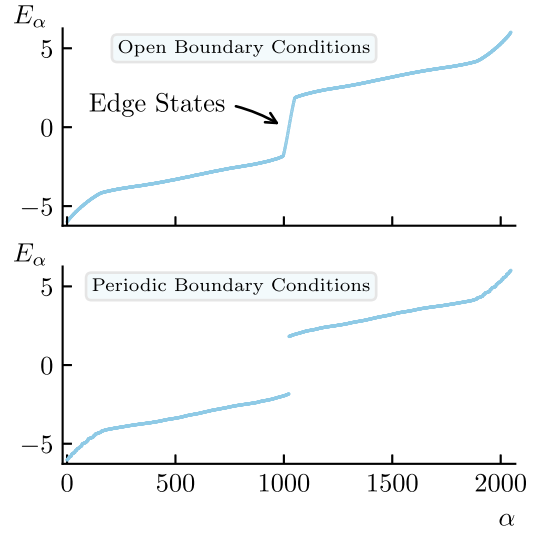 E_α
5
Open Boundary Conditions
Edge States
0
−5
E_α
5
Periodic Boundary Conditions
0
−5
0 500 1000 1500 2000
α